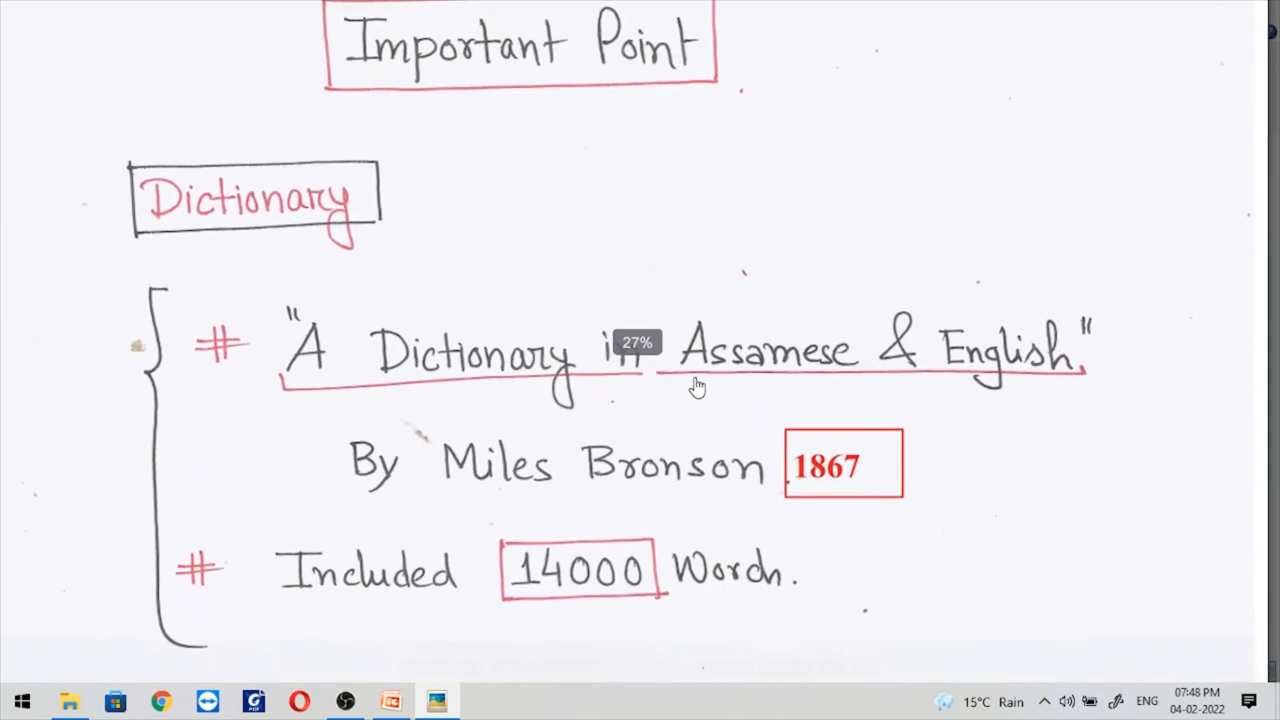 Important Point
Dictionary
# "A Dictionary in Assamese & English."
27%
By Miles Bronson 1867
# Included 14000 Words.
15°C Rain
ENG
07:48 PM
04-02-2022